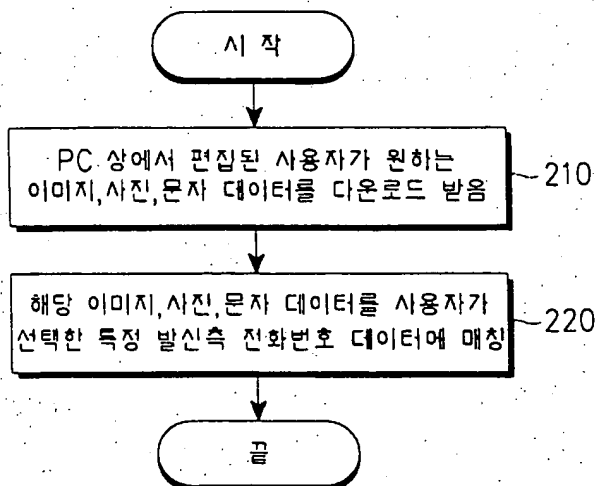 시 작
PC 상에서 편집된 사용자가 원하는
이미지,사진,문자 데이터를 다운로드 받음
210
해당 이미지,사진,문자 데이터를 사용자가
선택한 특정 발신측 전화번호 데이터에 매칭
220
끝